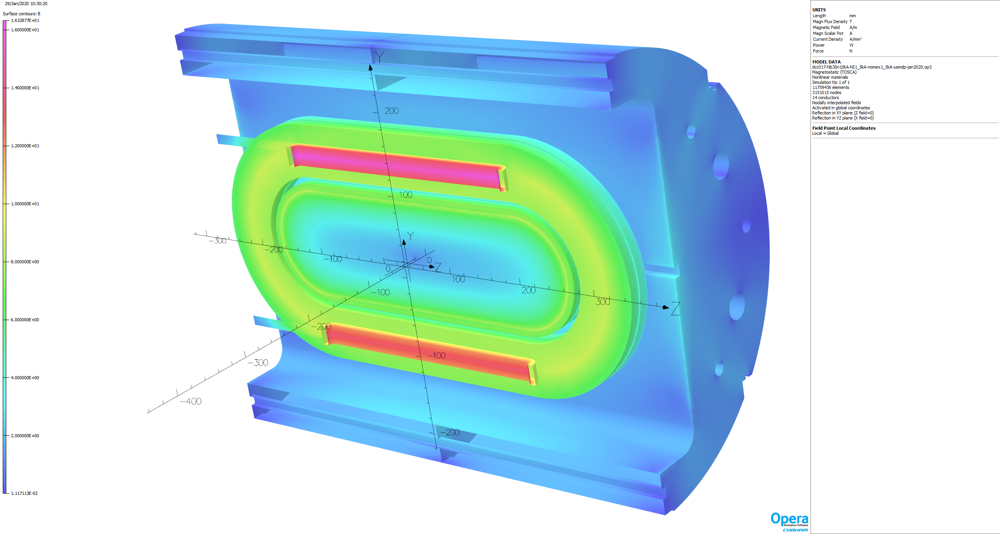 29/Jan/2020 10:30:20
Surface contours: B
1.632877E+01
1.600000E+01
1.400000E+01
1.200000E+01
1.000000E+01
8.000000E+00
6.000000E+00
4.000000E+00
2.000000E+00
1.117113E-02
Y
200
100
Y
−300
−200
−100
0
0
Z
100
200
300
Z
−100
−200
−300
−400
−100
−200
UNITS
Length mm
Magn Flux Density T
Magnetic Field A/m
Magn Scalar Pot A
Current Density A/mm²
Power W
Force N
MODEL DATA
dcc017-Nb3Sn10kA-NI1_5kA-nomex1_5kA-usmdp-jan2020.op3
Magnetostatic (TOSCA)
Nonlinear materials
Simulation No 1 of 1
11759436 elements
3151015 nodes
14 conductors
Nodally interpolated fields
Activated in global coordinates
Reflection in XY plane (Z field=0)
Reflection in YZ plane (X field=0)
Field Point Local Coordinates
Local = Global
Opera
Simulation Software
COBHAM